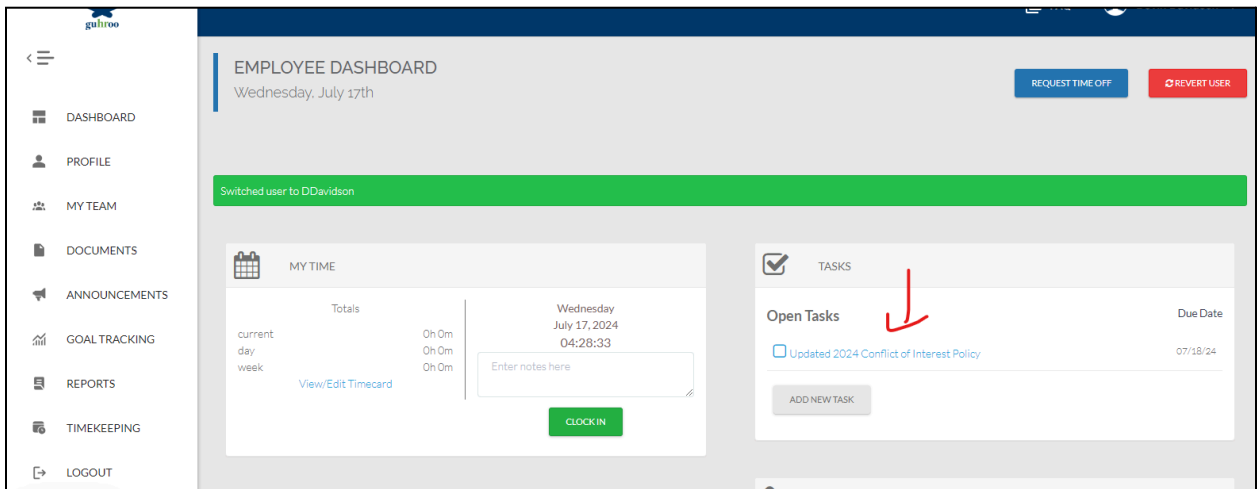 guhroo
EMPLOYEE DASHBOARD
Wednesday, July 17th
REQUEST TIME OFF
REVERT USER
DASHBOARD
PROFILE
MY TEAM
DOCUMENTS
ANNOUNCEMENTS
GOAL TRACKING
REPORTS
TIMEKEEPING
LOGOUT
Switched user to DDavidson
MY TIME
Totals
current 0h 0m
day 0h 0m
week 0h 0m
View/Edit Timecard
Wednesday
July 17, 2024
04:28:33
Enter notes here
CLOCK IN
TASKS
Open Tasks Due Date
Updated 2024 Conflict of Interest Policy 07/18/24
ADD NEW TASK